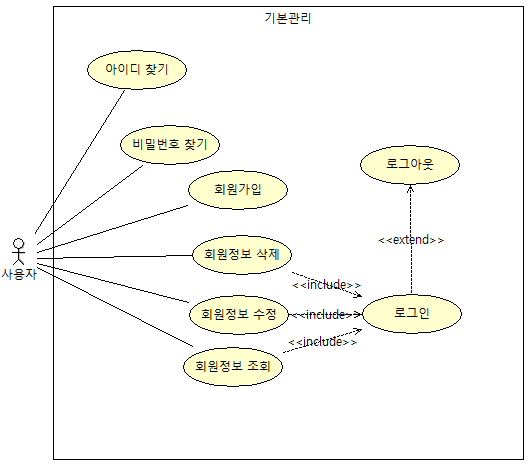 기본관리
아이디 찾기
비밀번호 찾기
로그아웃
회원가입
<<extend>>
회원정보 삭제
사용자
<<include>>
회원정보 수정
<<include>>
로그인
<<include>>
회원정보 조회